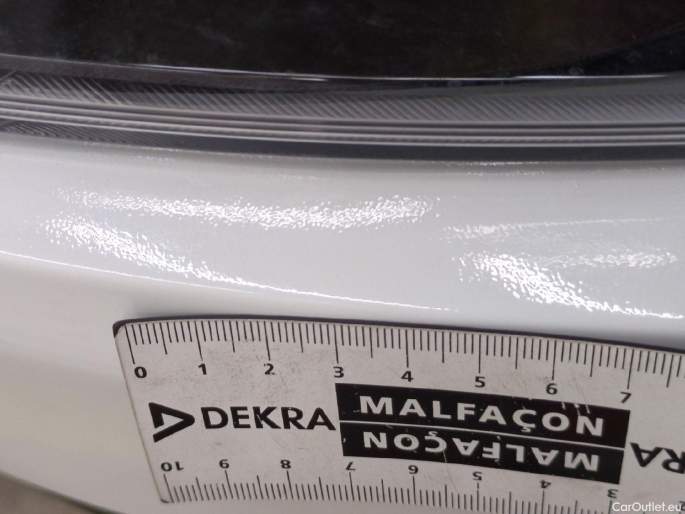 0 1 2 3 4 5 6 7
DEKRA MALFAÇON
MALFAÇON RA
10 9 8 7 6 5 4 3
CarOutlet.eu